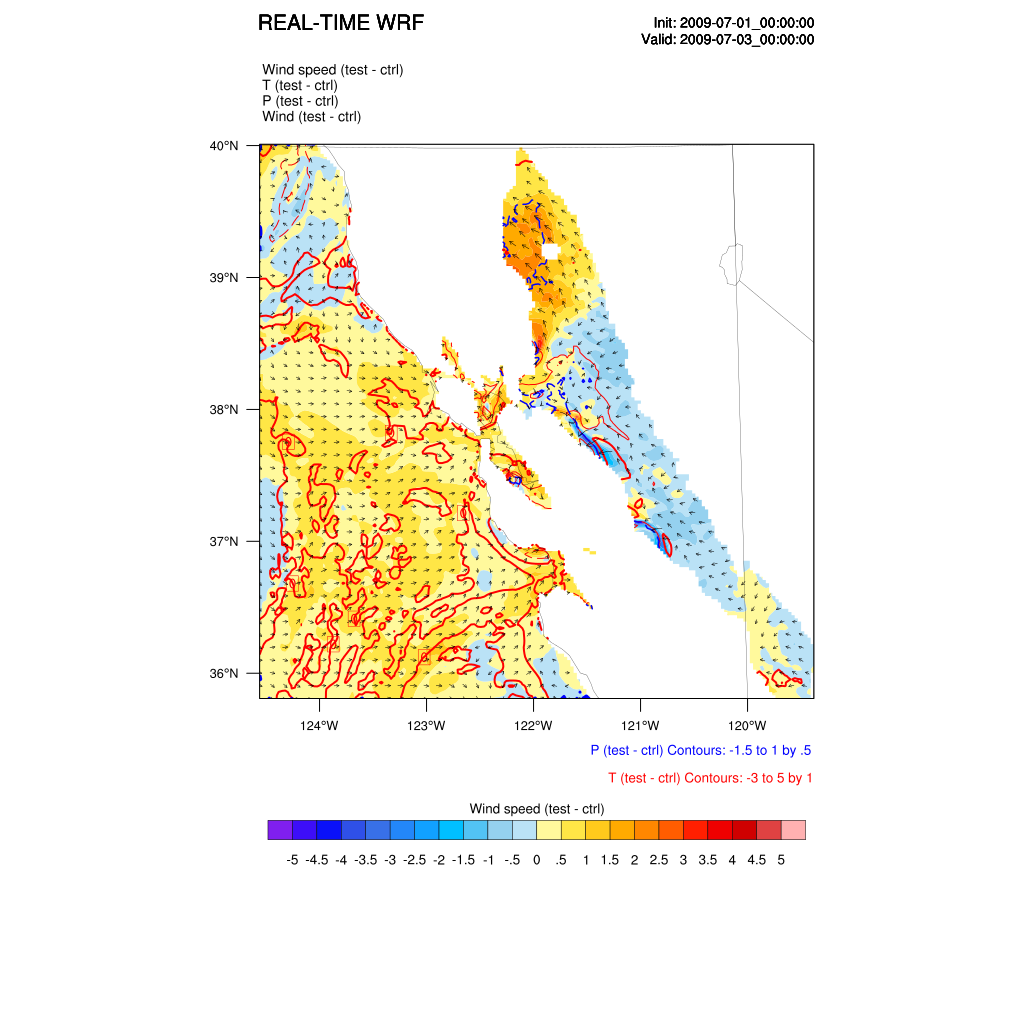 REAL-TIME WRF
Init: 2009-07-01_00:00:00
Valid: 2009-07-03_00:00:00
Wind speed (test - ctrl)
T (test - ctrl)
P (test - ctrl)
Wind (test - ctrl)
40°N
39°N
38°N
37°N
36°N
124°W 123°W 122°W 121°W 120°W
P (test - ctrl) Contours: -1.5 to 1 by .5
T (test - ctrl) Contours: -3 to 5 by 1
Wind speed (test - ctrl)
-5 -4.5 -4 -3.5 -3 -2.5 -2 -1.5 -1 -.5 0 .5 1 1.5 2 2.5 3 3.5 4 4.5 5